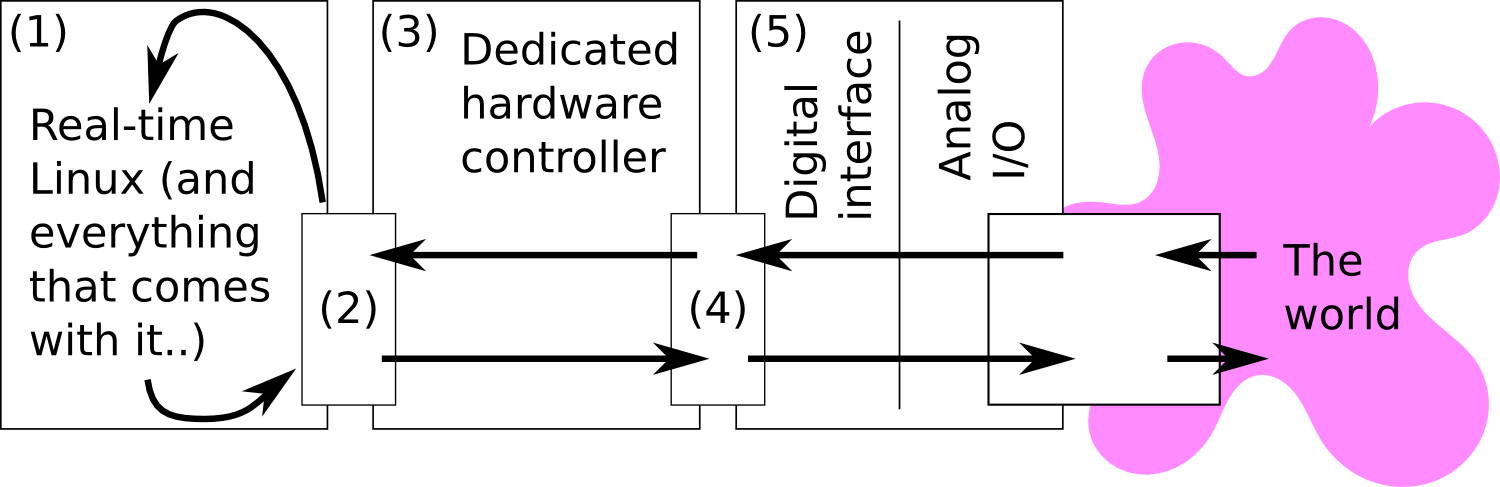 (1)
Real-time
Linux (and
everything
that comes
with it..)
(2)
(3)
Dedicated
hardware
controller
(4)
(5)
Digital
interface
Analog
I/O
The
world